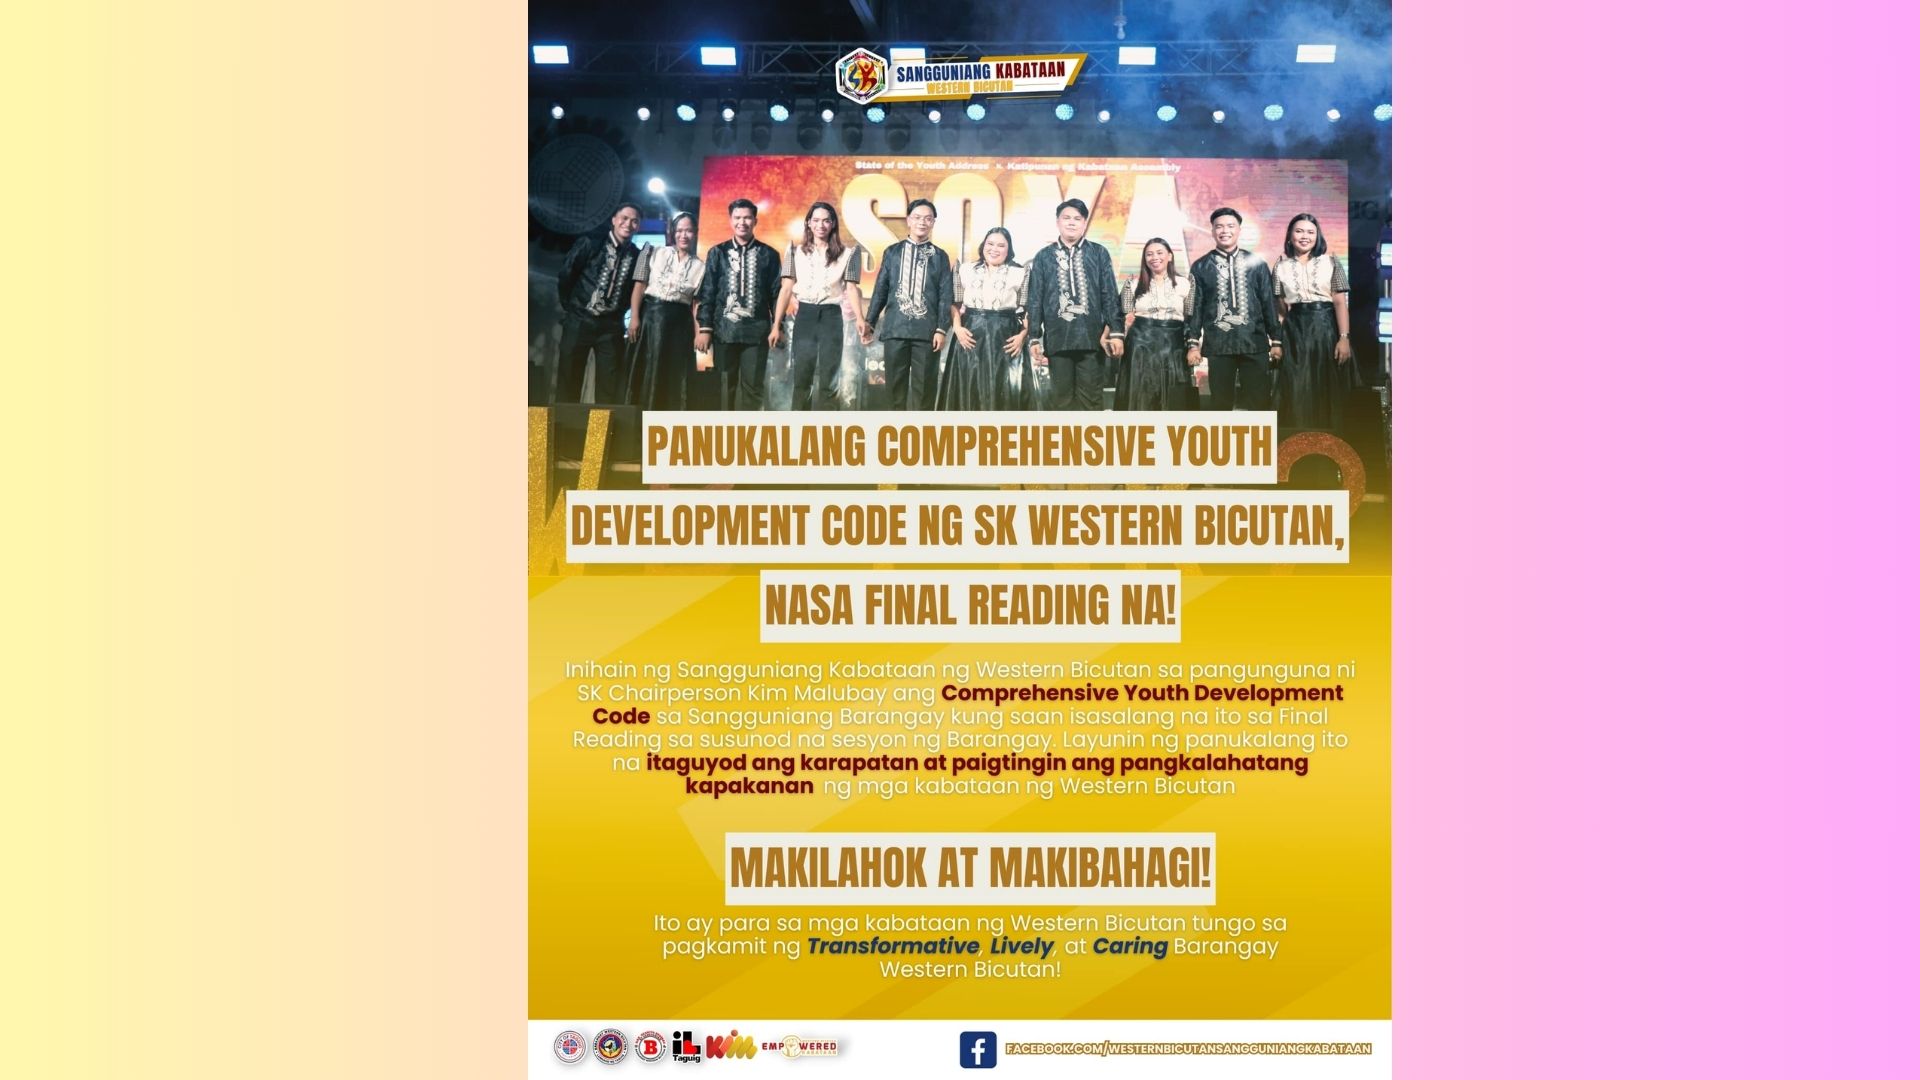 SANGGUNIANG KABATAAN
WESTERN BICUTAN
State of the Youth Address x Katipunan ng Kabataan Assembly
SOYA
PANUKALANG COMPREHENSIVE YOUTH
DEVELOPMENT CODE NG SK WESTERN BICUTAN,
NASA FINAL READING NA!
Inihain ng Sangguniang Kabataan ng Western Bicutan sa pangunguna ni
SK Chairperson Kim Malubay ang Comprehensive Youth Development
Code sa Sangguniang Barangay kung saan isasalang na ito sa Final
Reading sa susunod na sesyon ng Barangay. Layunin ng panukalang ito
na itaguyod ang karapatan at paigtingin ang pangkalahatang
kapakanan ng mga kabataan ng Western Bicutan
MAKILAHOK AT MAKIBAHAGI!
Ito ay para sa mga kabataan ng Western Bicutan tungo sa
pagkamit ng Transformative, Lively, at Caring Barangay
Western Bicutan!
B
iL Taguig
Kim
EMPOWERED
KABATAAN
FACEBOOK.COM/WESTERNBICUTANSANGGUNIANGKABATAAN